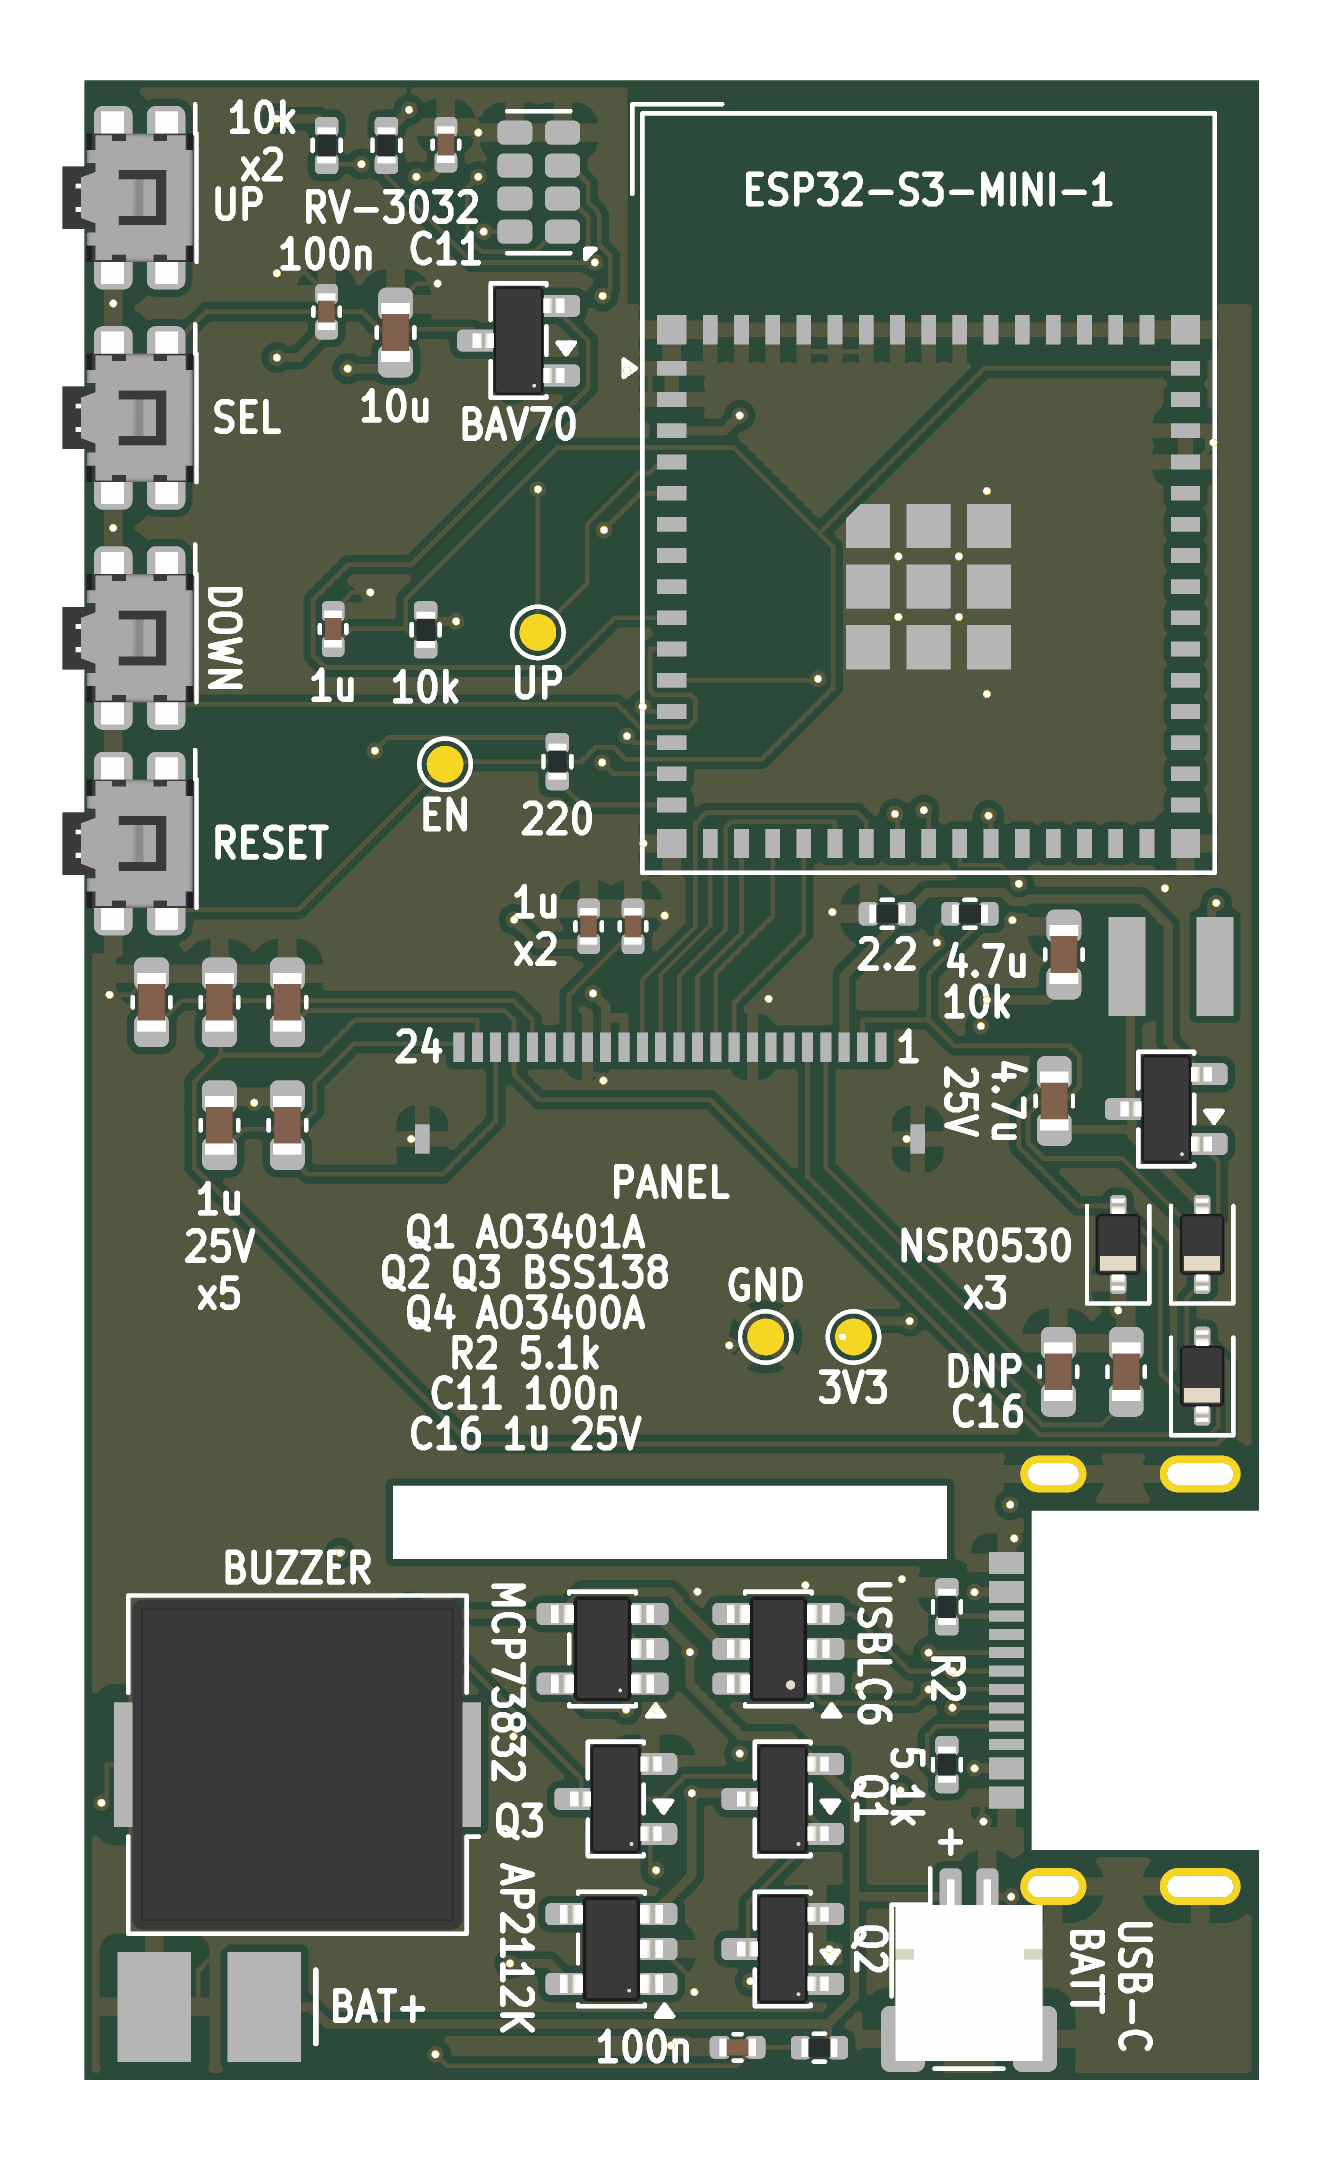 10k
x2
UP
RV-3032
100n
C11
ESP32-S3-MINI-1
10u
SEL
BAV70
DOWN
1u
10k
UP
EN
220
RESET
1u
x2
2.2
4.7u
10k
24
1
4.7u
25V
PANEL
1u
25V
x5
Q1 AO3401A
Q2 Q3 BSS138
Q4 AO3400A
R2 5.1k
C11 100n
C16 1u 25V
NSR0530
x3
GND
3V3
DNP
C16
BUZZER
MCP73832
USBLC6
R2
5.1k
Q1
Q3
+
AP2112K
Q2
USB-C
BATT
BAT+
100n